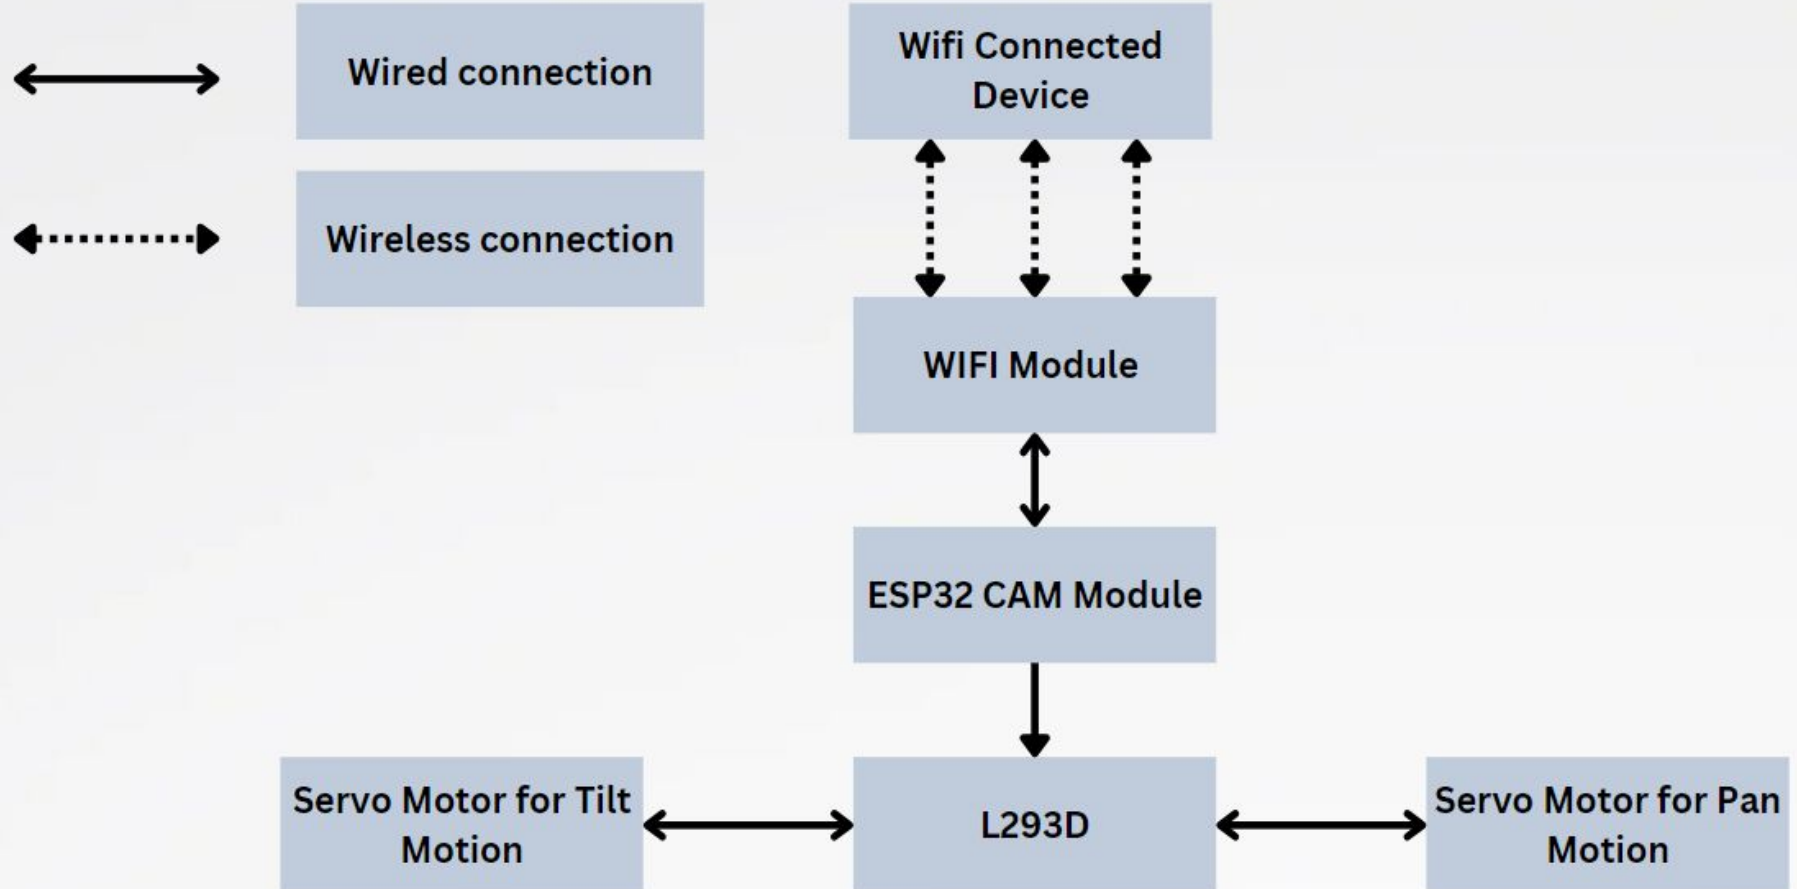 Wired connection
Wireless connection
Wifi Connected
Device
WIFI Module
ESP32 CAM Module
Servo Motor for Tilt
Motion
L293D
Servo Motor for Pan
Motion